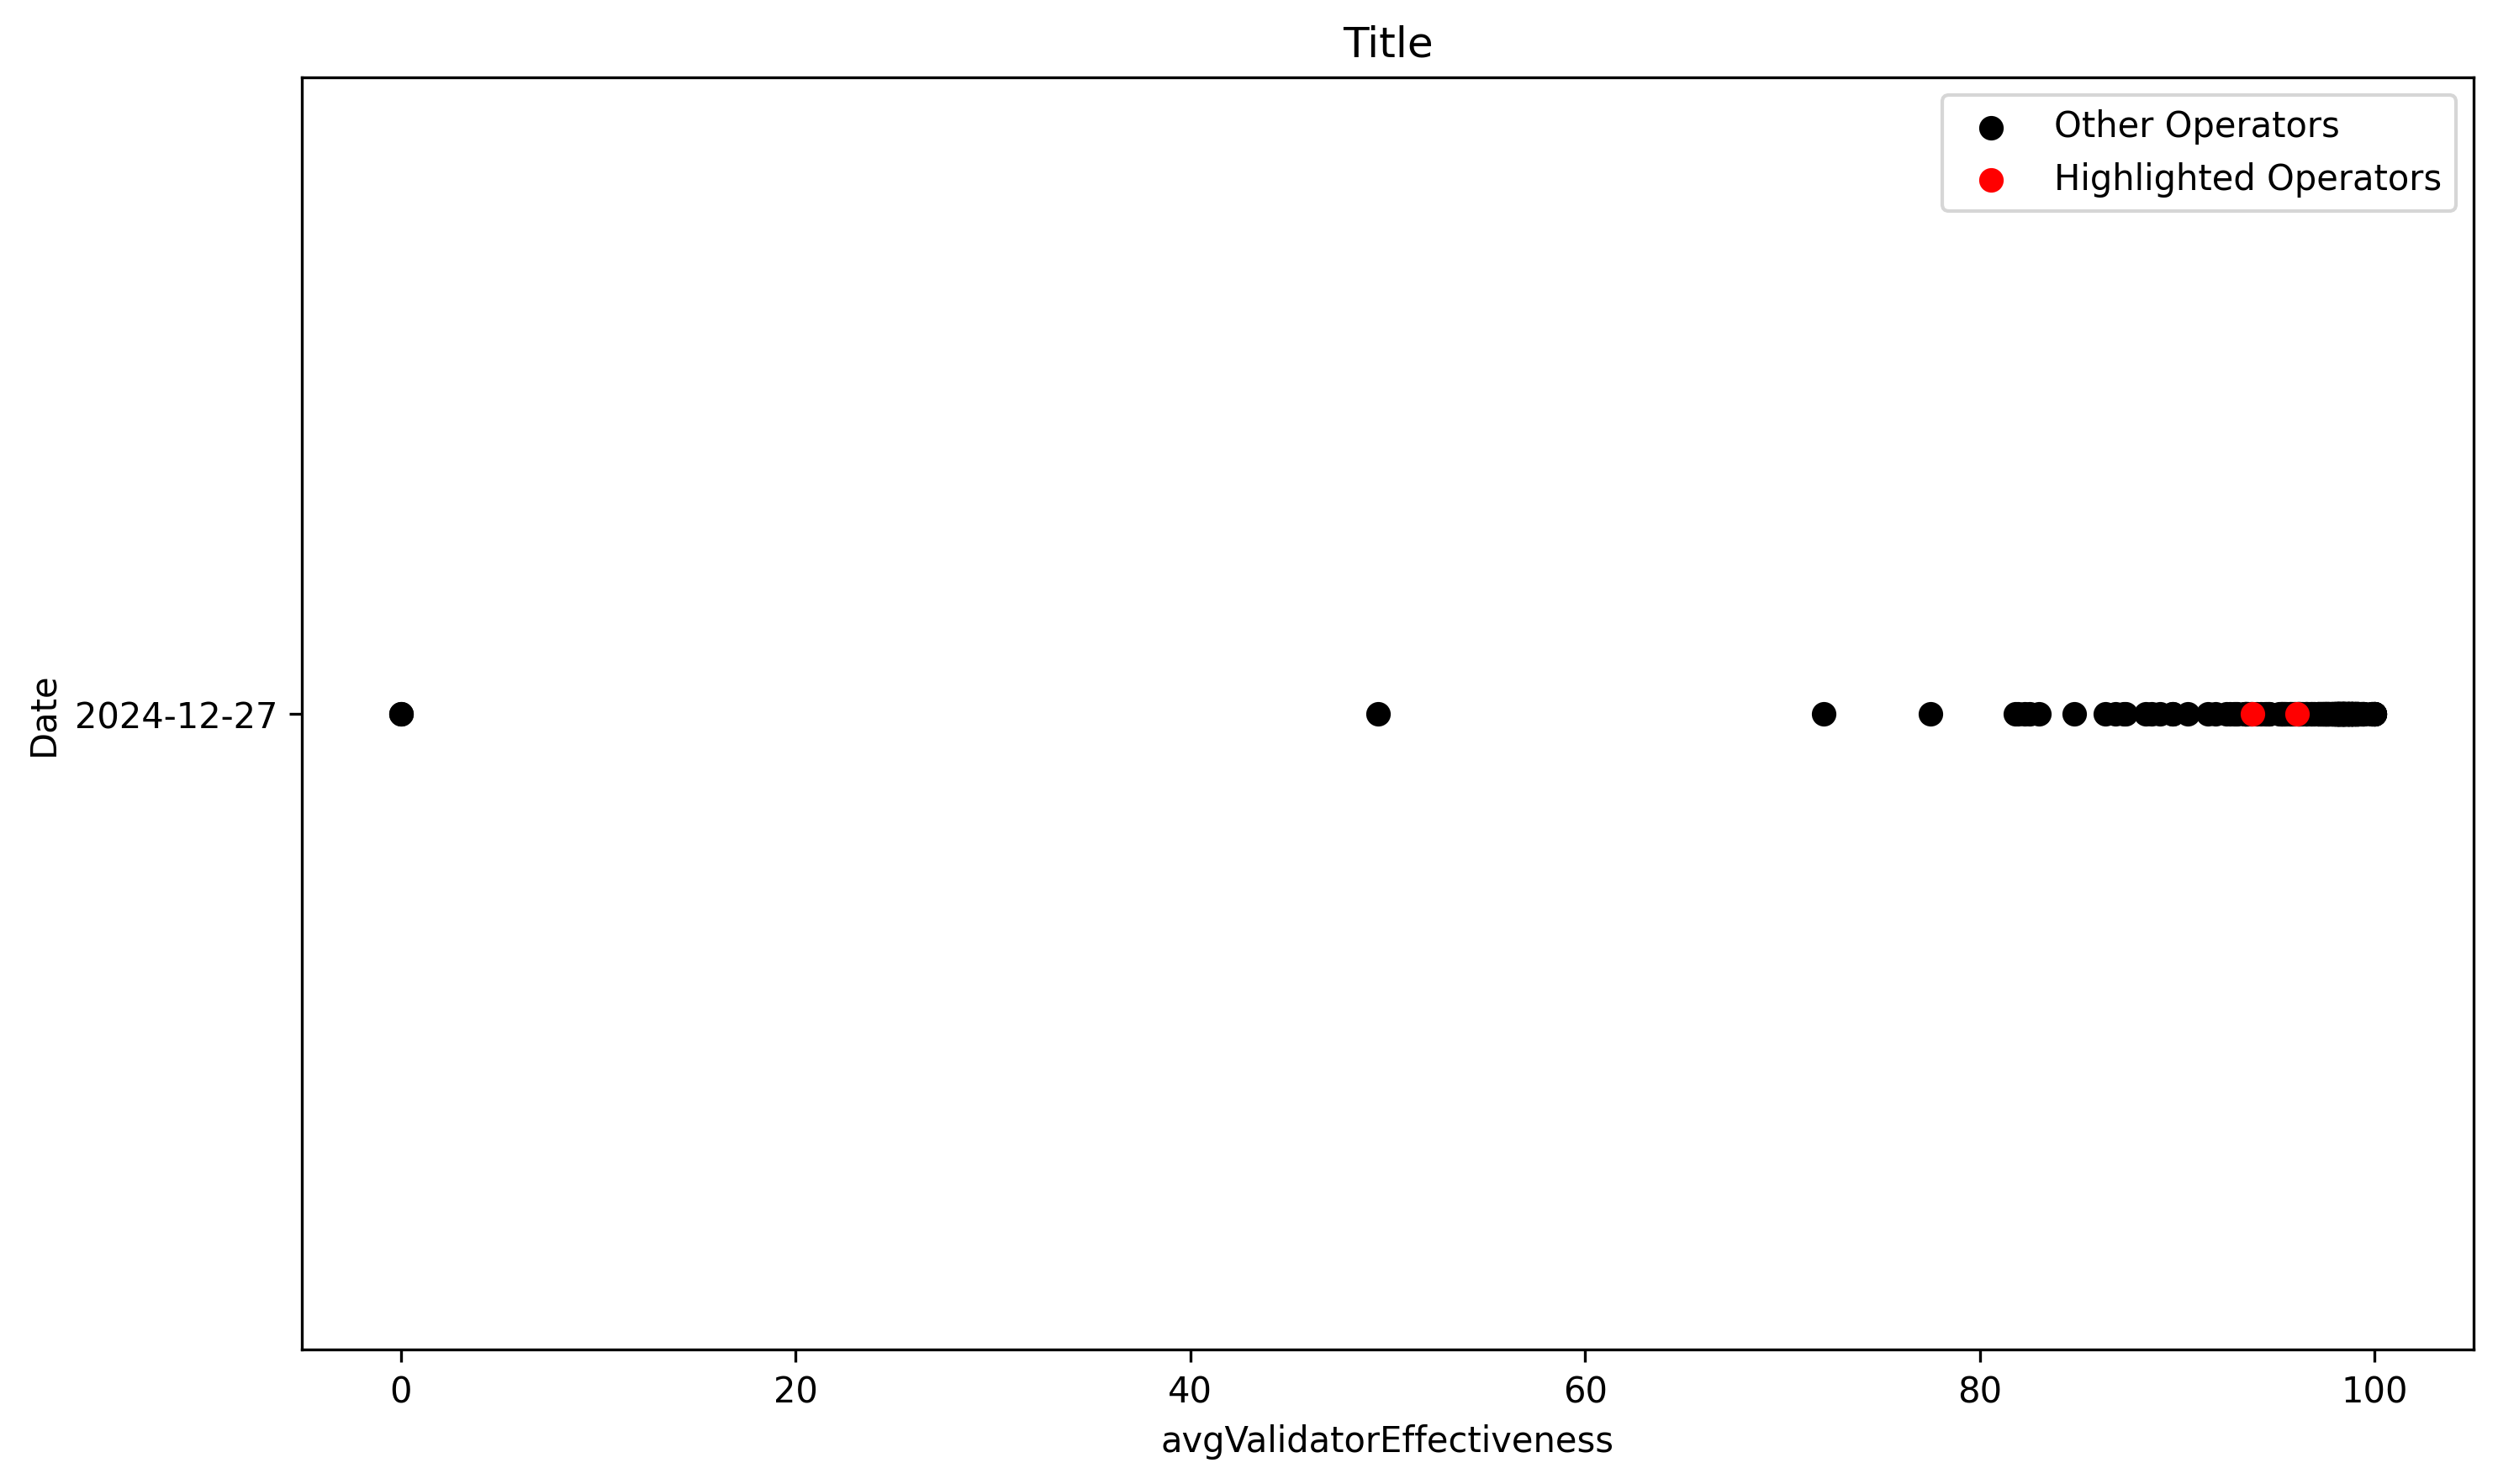 Title
Other Operators
Highlighted Operators
Date
2024-12-27
0 20 40 60 80 100
avgValidatorEffectiveness